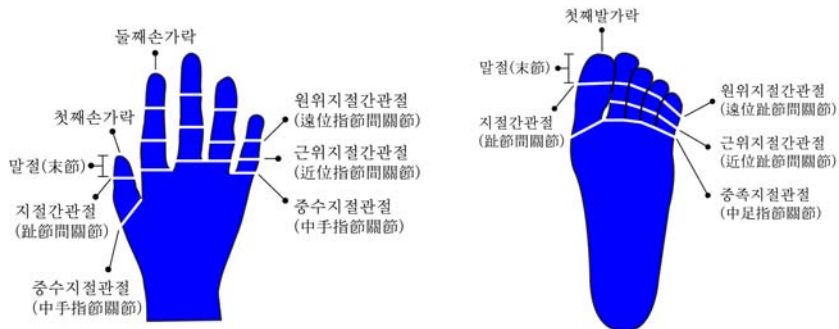 둘째손가락
첫째손가락
말절(末節)
지절간관절
(趾節間關節)
중수지절관절
(中手指節關節)
원위지절간관절
(遠位指節間關節)
근위지절간관절
(近位指節間關節)
중수지절관절
(中手指節關節)
첫째발가락
말절(末節)
지절간관절
(趾節間關節)
원위지절간관절
(遠位趾節間關節)
근위지절간관절
(近位趾節間關節)
중족지절관절
(中足指節關節)